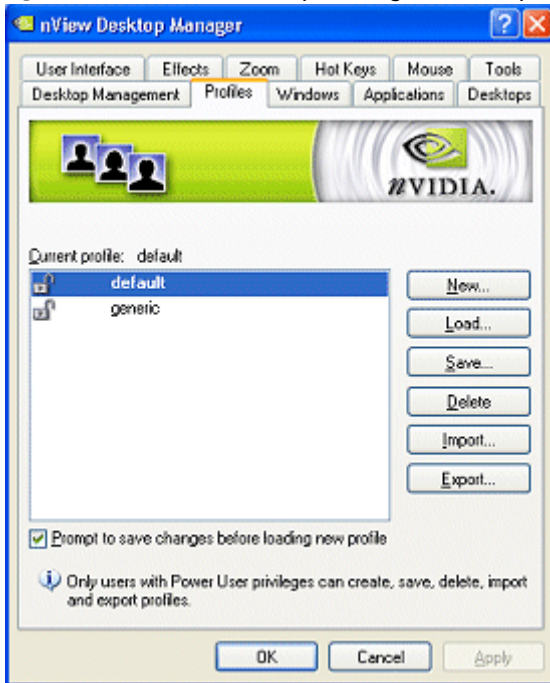 nView Desktop Manager
User Interface Effects Zoom Hot Keys Mouse Tools
Desktop Management Profiles Windows Applications Desktops
nVIDIA.
Current profile: default
default
generic
New...
Load...
Save...
Delete
Import...
Export...
Prompt to save changes before loading new profile
Only users with Power User privileges can create, save, delete, import
and export profiles.
OK Cancel Apply